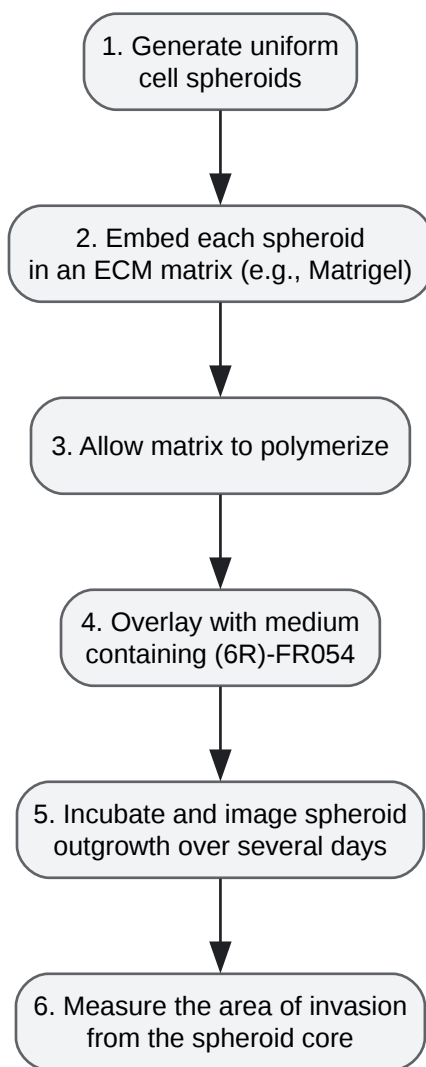 1. Generate uniform
cell spheroids
2. Embed each spheroid
in an ECM matrix (e.g., Matrigel)
3. Allow matrix to polymerize
4. Overlay with medium
containing (6R)-FR054
5. Incubate and image spheroid
outgrowth over several days
6. Measure the area of invasion
from the spheroid core